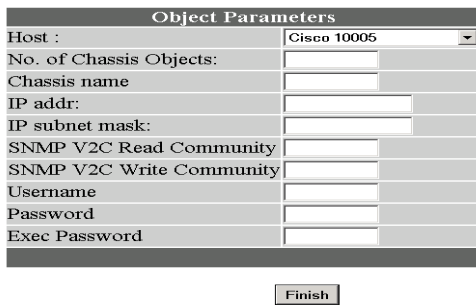 Object Parameters
Host : Cisco 10005
No. of Chassis Objects:
Chassis name
IP addr:
IP subnet mask:
SNMP V2C Read Community
SNMP V2C Write Community
Username
Password
Exec Password
Finish